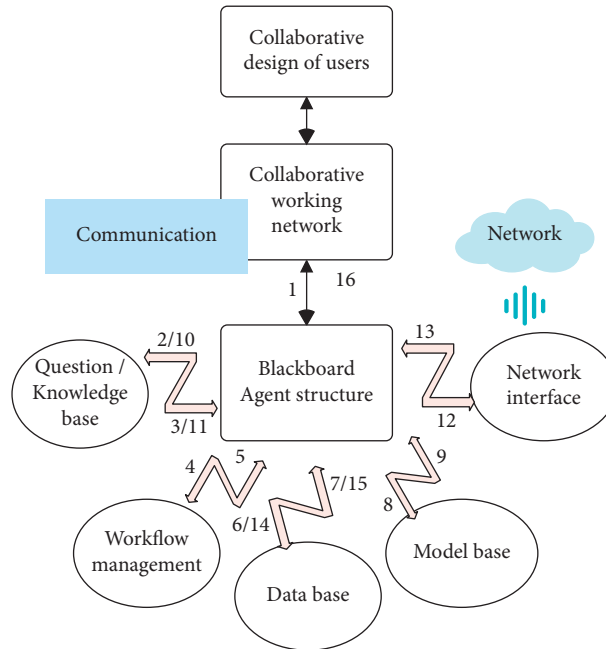 Collaborative
design of users
Collaborative
working
network
Communication
Network
1
16
2/10
13
Question /
Knowledge
base
Blackboard
Agent structure
Network
interface
3/11
12
4
5
9
7/15
6/14
8
Workflow
management
Model base
Data base